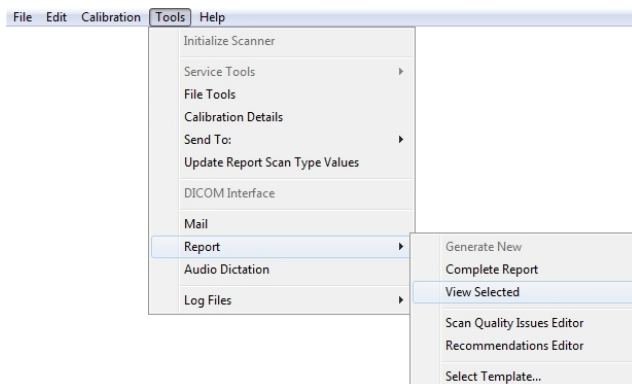 File Edit Calibration Tools Help
Initialize Scanner
Service Tools
File Tools
Calibration Details
Send To:
Update Report Scan Type Values
DICOM Interface
Mail
Report
Audio Dictation
Log Files
Generate New
Complete Report
View Selected
Scan Quality Issues Editor
Recommendations Editor
Select Template...